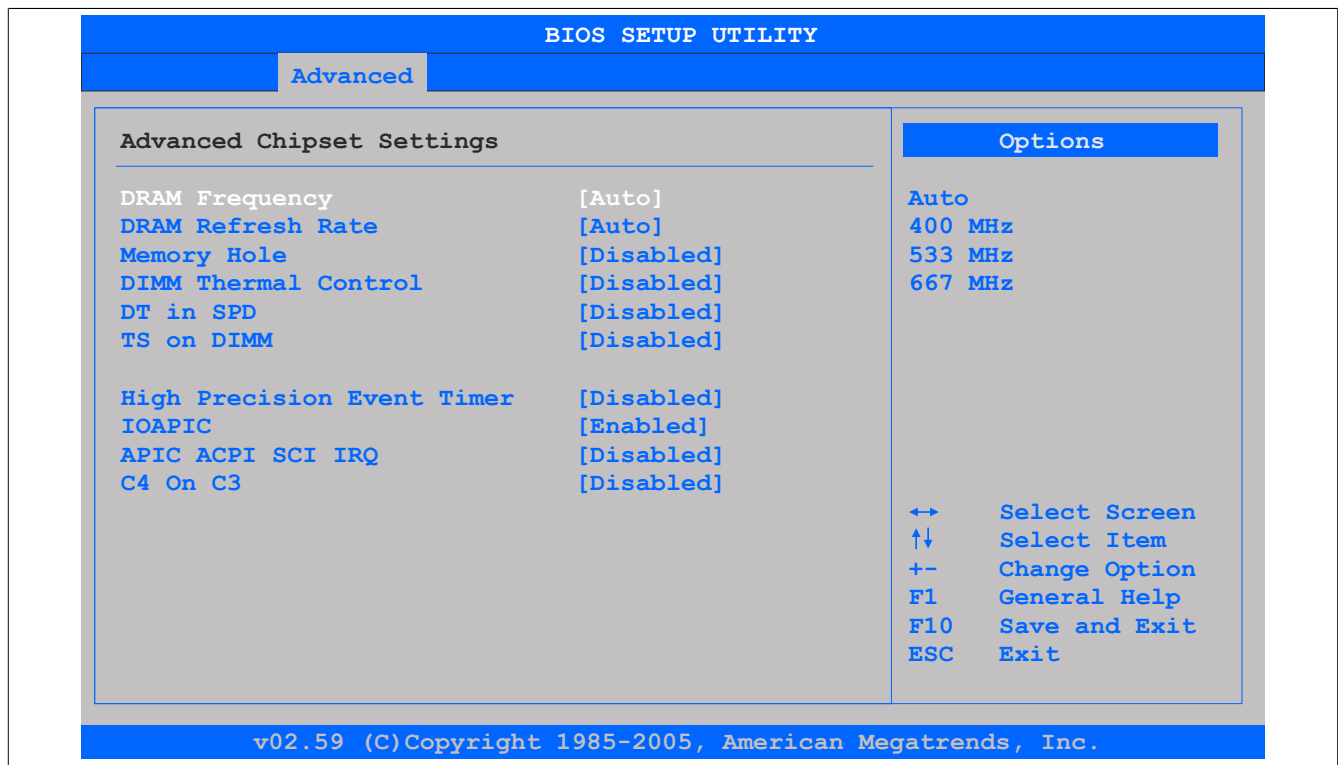 BIOS SETUP UTILITY
Advanced
Advanced Chipset Settings
DRAM Frequency [Auto]
DRAM Refresh Rate [Auto]
Memory Hole [Disabled]
DIMM Thermal Control [Disabled]
DT in SPD [Disabled]
TS on DIMM [Disabled]
High Precision Event Timer [Disabled]
IOAPIC [Enabled]
APIC ACPI SCI IRQ [Disabled]
C4 On C3 [Disabled]
Options
Auto
400 MHz
533 MHz
667 MHz
↔ Select Screen
↑↓ Select Item
+- Change Option
F1 General Help
F10 Save and Exit
ESC Exit
v02.59 (C)Copyright 1985-2005, American Megatrends, Inc.